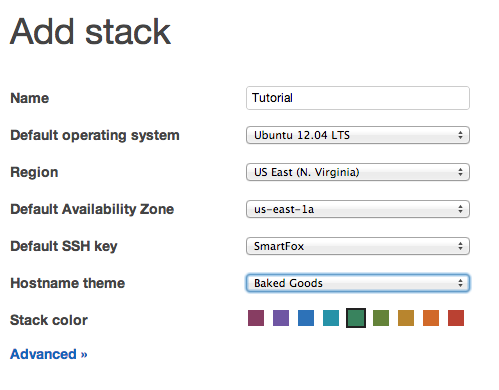 Add stack
Name Tutorial
Default operating system Ubuntu 12.04 LTS
Region US East (N. Virginia)
Default Availability Zone us-east-1a
Default SSH key SmartFox
Hostname theme Baked Goods
Stack color
Advanced »